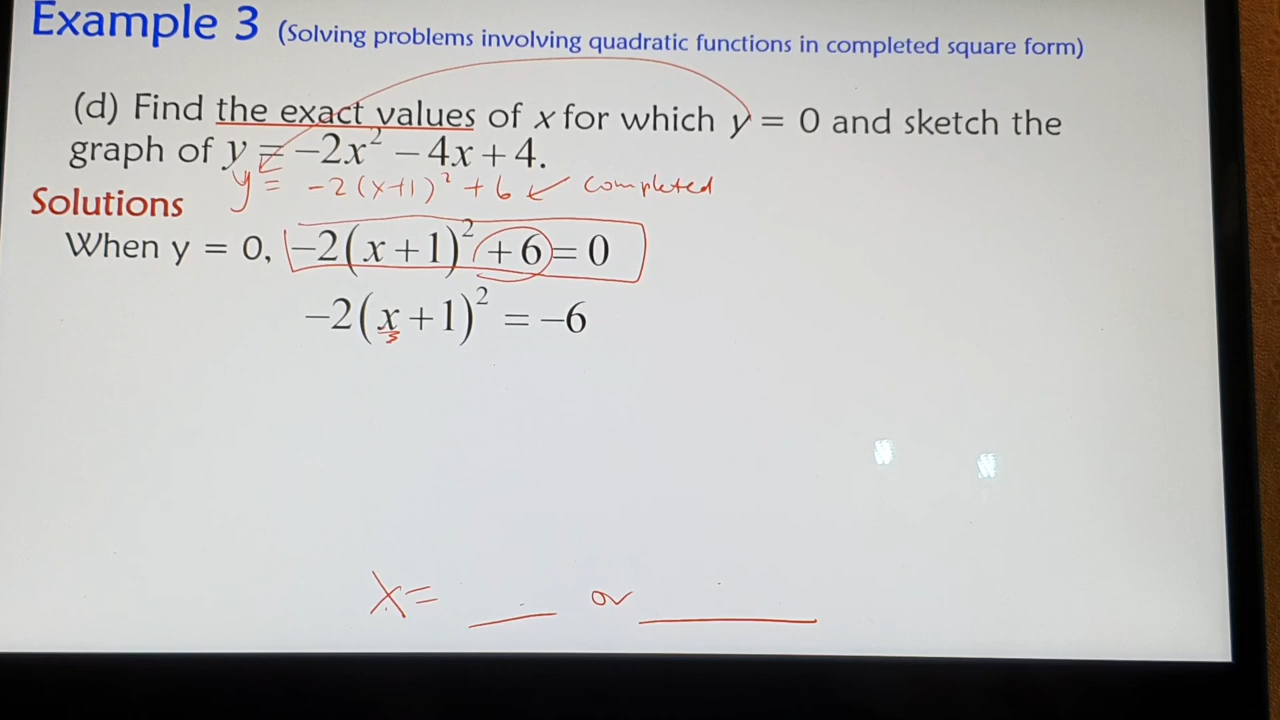 Example 3 (Solving problems involving quadratic functions in completed square form)
(d) Find the exact values of x for which y = 0 and sketch the
graph of y = −2x² − 4x + 4.
y = −2(x+1)² + 6 ↙ completed
Solutions
When y = 0, −2(x+1)² + 6 = 0
−2(x+1)² = −6
x = ___ or ___